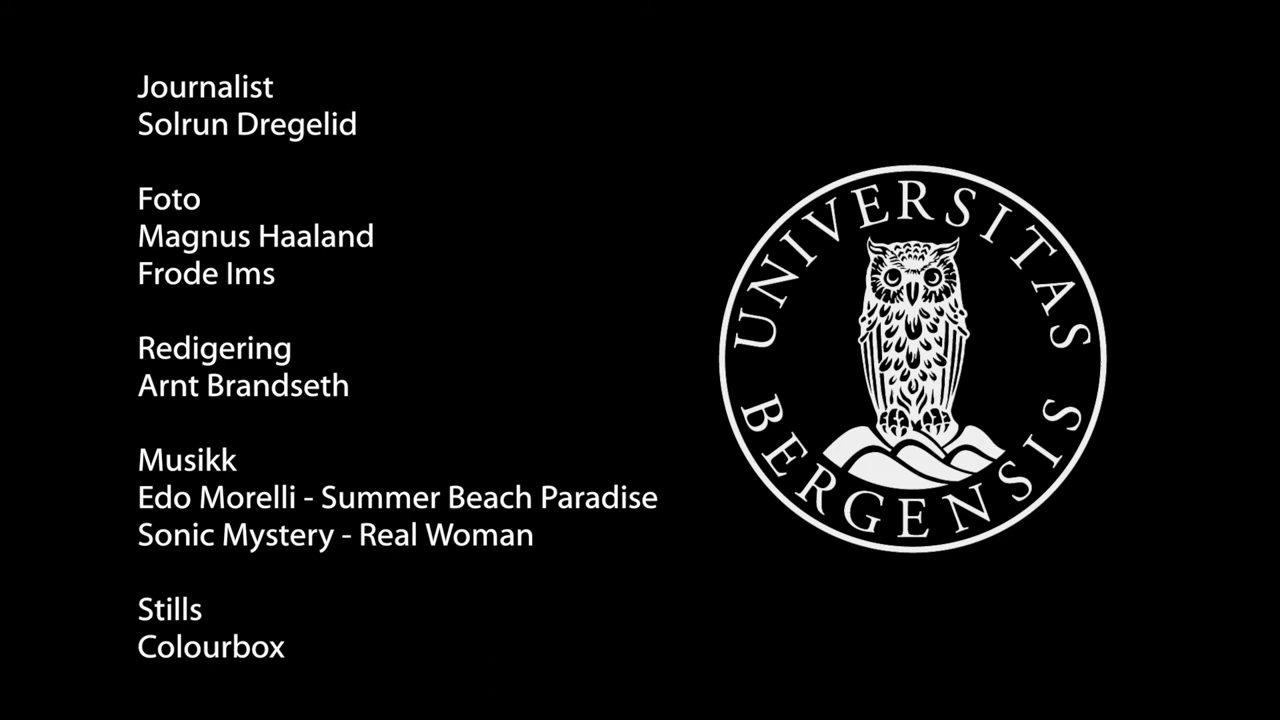 Journalist
Solrun Dregelid
Foto
Magnus Haaland
Frode Ims
Redigering
Arnt Brandseth
Musikk
Edo Morelli - Summer Beach Paradise
Sonic Mystery - Real Woman
Stills
Colourbox
UNIVERSITAS
BERGENSIS